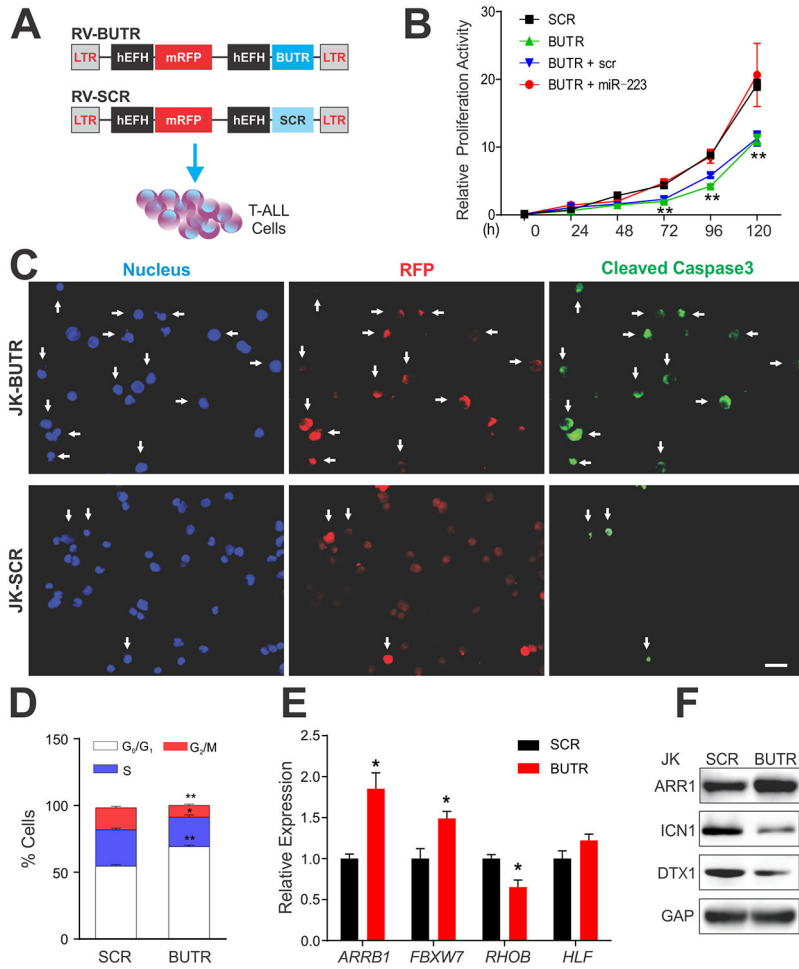 A
RV-BUTR
LTR hEFH mRFP hEFH BUTR LTR
RV-SCR
LTR hEFH mRFP hEFH SCR LTR
T-ALL
Cells
B
SCR
BUTR
BUTR + scr
BUTR + miR-223
Relative Proliferation Activity
30
20
10
0
** ** **
(h) 0 24 48 72 96 120
C
Nucleus RFP Cleaved Caspase3
JK-BUTR
JK-SCR
D
G0/G1 G2/M
S
% Cells
150
100
50
0
**
*
**
SCR BUTR
E
SCR
BUTR
Relative Expression
2.5
2.0
1.5
1.0
0.5
0.0
* * *
ARRB1 FBXW7 RHOB HLF
F
JK SCR BUTR
ARR1
ICN1
DTX1
GAP